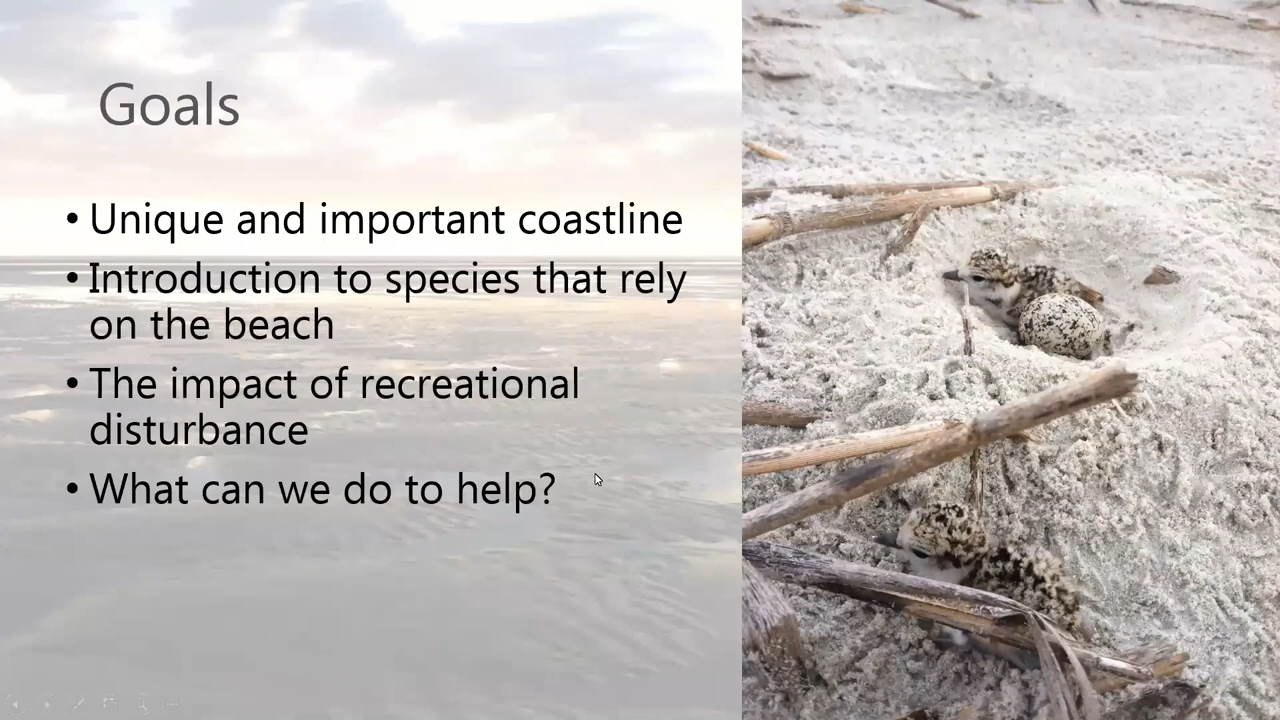 Goals
• Unique and important coastline
• Introduction to species that rely
on the beach
• The impact of recreational
disturbance
• What can we do to help?